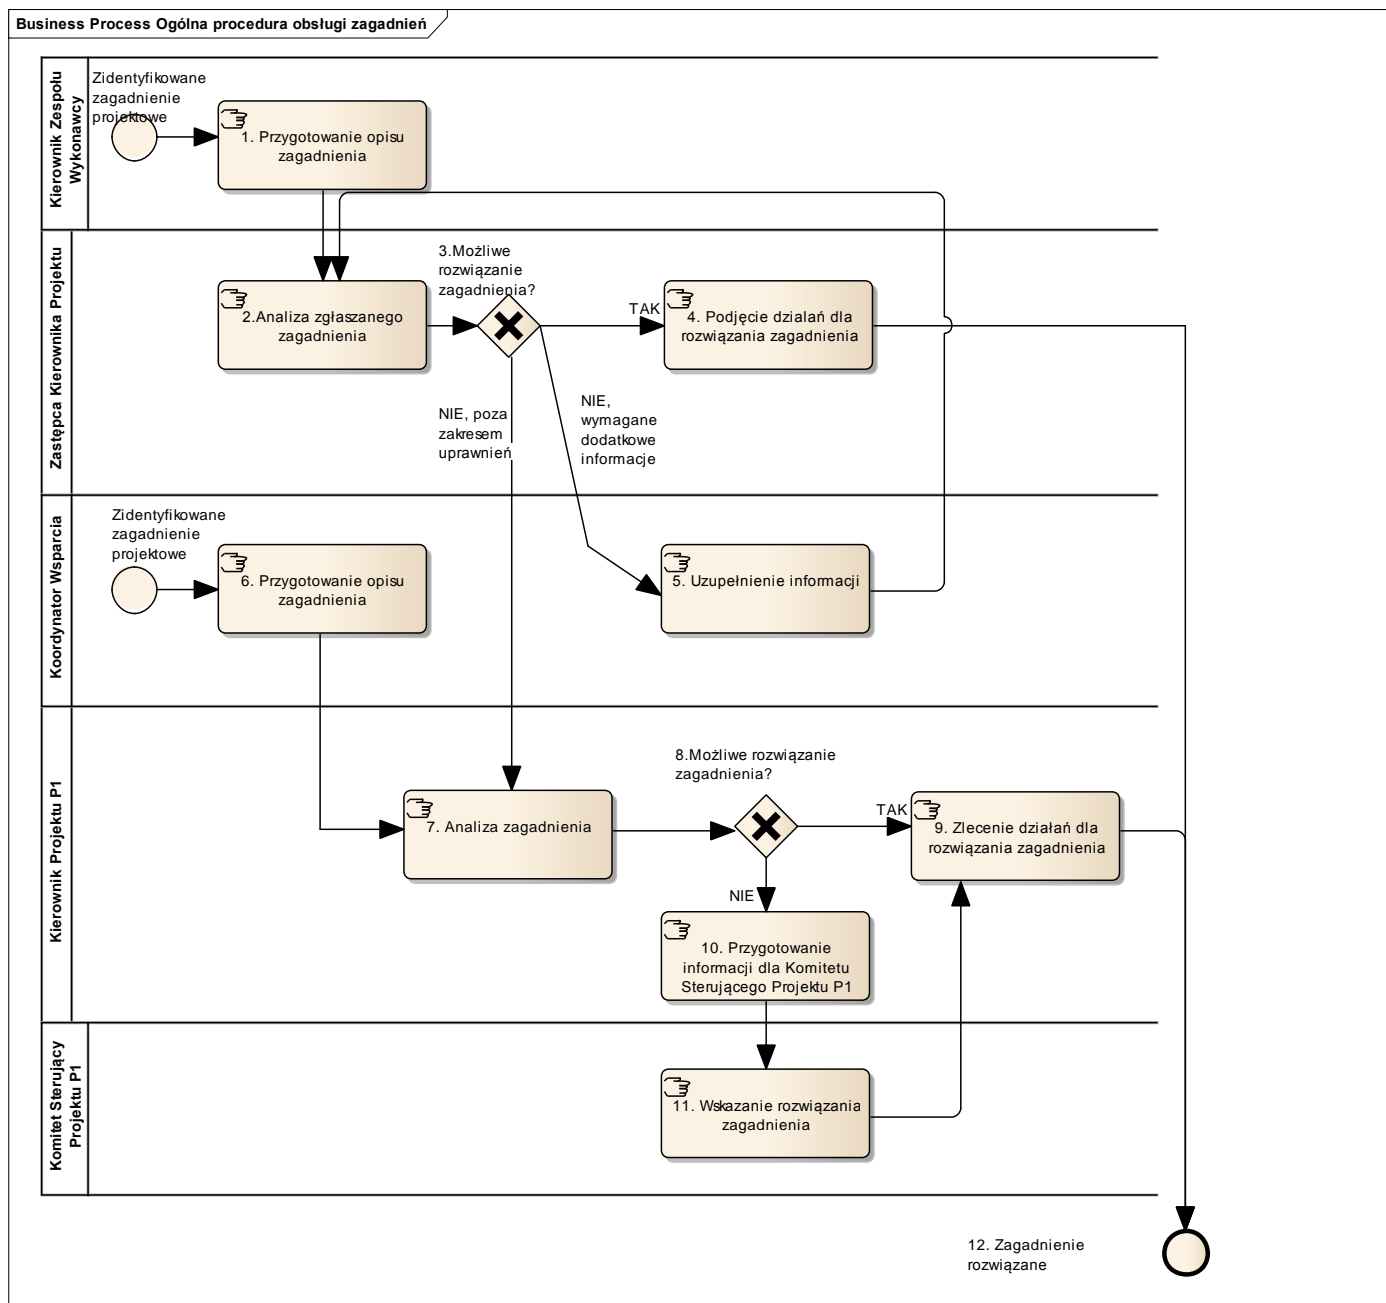 Business Process Ogólna procedura obsługi zagadnień
Kierownik Zespołu
Wykonawcy
Zidentyfikowane
zagadnienie
projektowe
1. Przygotowanie opisu
zagadnienia
Zastępca Kierownika Projektu
2.Analiza zgłaszanego
zagadnienia
3.Możliwe
rozwiązanie
zagadnienia?
TAK
4. Podjęcie działań dla
rozwiązania zagadnienia
NIE, poza
zakresem
uprawnień
NIE,
wymagane
dodatkowe
informacje
Koordynator Wsparcia
Zidentyfikowane
zagadnienie
projektowe
6. Przygotowanie opisu
zagadnienia
5. Uzupełnienie informacji
Kierownik Projektu P1
7. Analiza zagadnienia
8.Możliwe rozwiązanie
zagadnienia?
TAK
9. Zlecenie działań dla
rozwiązania zagadnienia
NIE
10. Przygotowanie
informacji dla Komitetu
Sterującego Projektu P1
Komitet Sterujący
Projektu P1
11. Wskazanie rozwiązania
zagadnienia
12. Zagadnienie
rozwiązane